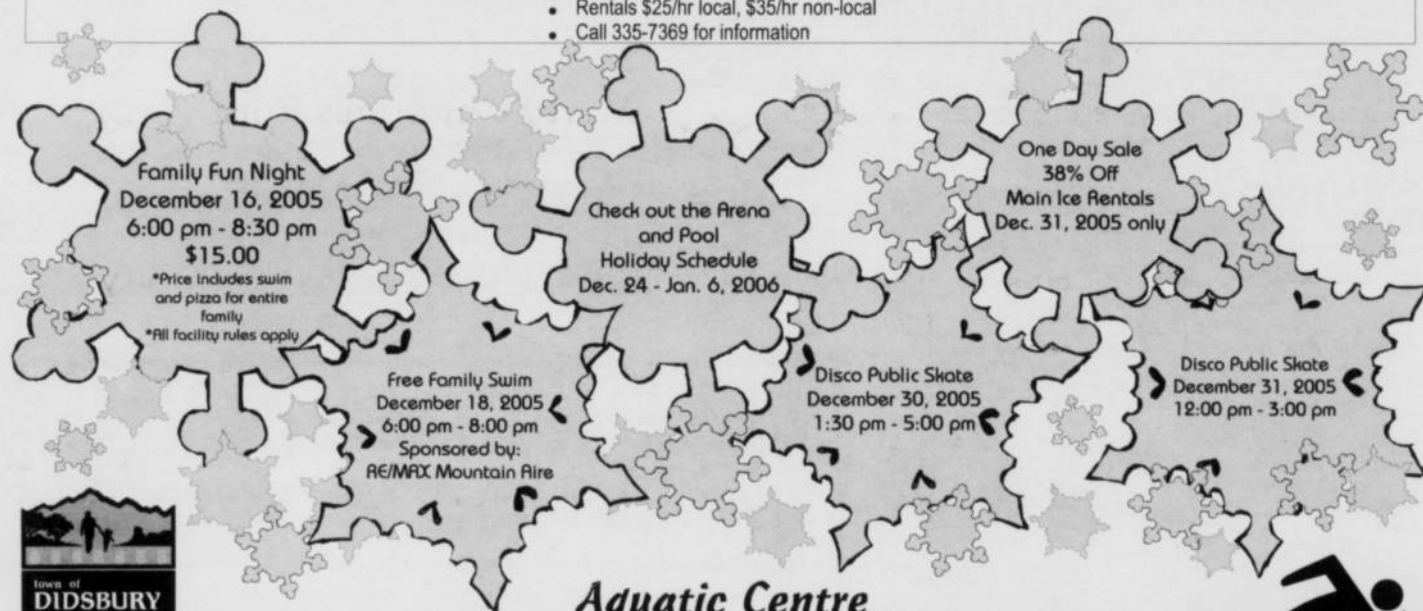 • Rentals $25/hr local, $35/hr non-local
• Call 335-7369 for information
Family Fun Night
December 16, 2005
6:00 pm - 8:30 pm
$15.00
*Price includes swim
and pizza for entire
family
*All facility rules apply
Check out the Arena
and Pool
Holiday Schedule
Dec. 24 - Jan. 6, 2006
One Day Sale
38% Off
Main Ice Rentals
Dec. 31, 2005 only
Free Family Swim
December 18, 2005
6:00 pm - 8:00 pm
Sponsored by:
RE/MAX Mountain Aire
Disco Public Skate
December 30, 2005
1:30 pm - 5:00 pm
Disco Public Skate
December 31, 2005
12:00 pm - 3:00 pm
town of
DIDSBURY
Aquatic Centre